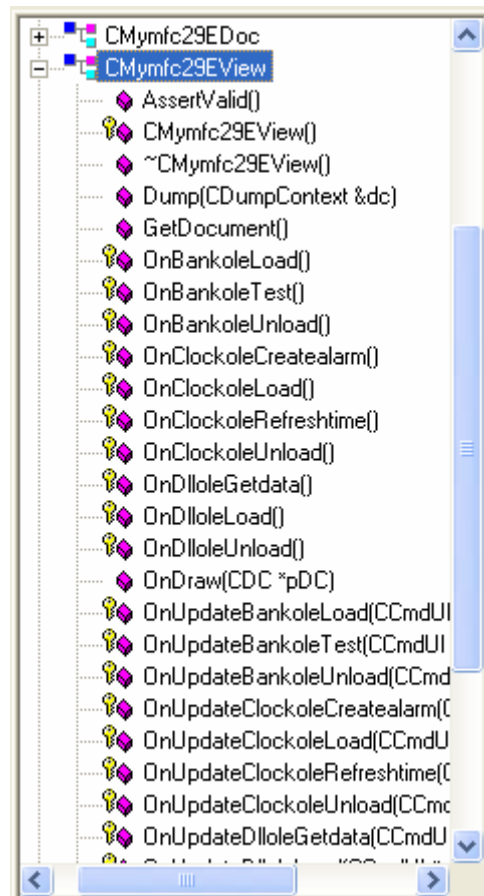 CMymfc29EDoc
CMymfc29EView
AssertValid()
CMymfc29EView()
~CMymfc29EView()
Dump(CDumpContext &dc)
GetDocument()
OnBankoleLoad()
OnBankoleTest()
OnBankoleUnload()
OnClockoleCreatealarm()
OnClockoleLoad()
OnClockoleRefreshtime()
OnClockoleUnload()
OnDlloleGetdata()
OnDlloleLoad()
OnDlloleUnload()
OnDraw(CDC *pDC)
OnUpdateBankoleLoad(CCmdUI
OnUpdateBankoleTest(CCmdUI
OnUpdateBankoleUnload(CCmd
OnUpdateClockoleCreatealarm(C
OnUpdateClockoleLoad(CCmdU
OnUpdateClockoleRefreshtime(C
OnUpdateClockoleUnload(CCmd
OnUpdateDlloleGetdata(CCmdU